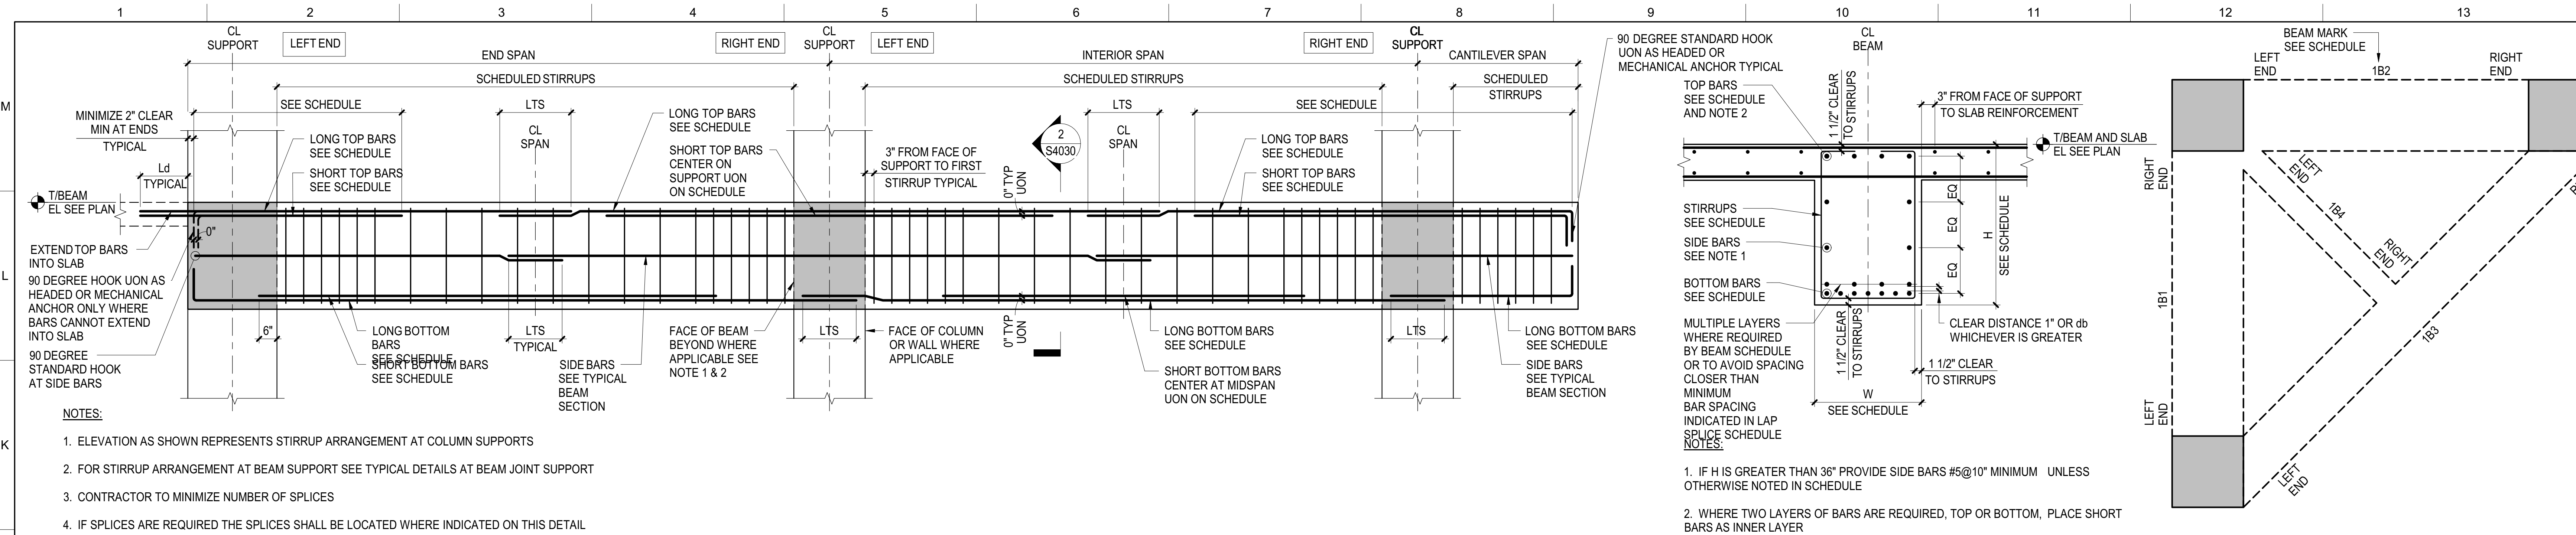 1 2 3 4 5 6 7 8 9 10 11 12 13
M
L
K
CL
SUPPORT
LEFT END
RIGHT END
CL
SUPPORT
LEFT END
RIGHT END
CL
SUPPORT
END SPAN
INTERIOR SPAN
CANTILEVER SPAN
SCHEDULED STIRRUPS
SCHEDULED STIRRUPS
SCHEDULED
STIRRUPS
90 DEGREE STANDARD HOOK
UON AS HEADED OR
MECHANICAL ANCHOR TYPICAL
SEE SCHEDULE
LTS
LTS
SEE SCHEDULE
MINIMIZE 2" CLEAR
MIN AT ENDS
TYPICAL
LONG TOP BARS
SEE SCHEDULE
SHORT TOP BARS
SEE SCHEDULE
CL
SPAN
LONG TOP BARS
SEE SCHEDULE
SHORT TOP BARS
CENTER ON
SUPPORT UON
ON SCHEDULE
3" FROM FACE OF
SUPPORT TO FIRST
STIRRUP TYPICAL
2
S4030
0" TYP
UON
CL
SPAN
LONG TOP BARS
SEE SCHEDULE
SHORT TOP BARS
SEE SCHEDULE
Ld
TYPICAL
T/BEAM
EL SEE PLAN
0"
EXTEND TOP BARS
INTO SLAB
90 DEGREE HOOK UON AS
HEADED OR MECHANICAL
ANCHOR ONLY WHERE
BARS CANNOT EXTEND
INTO SLAB
90 DEGREE
STANDARD HOOK
AT SIDE BARS
6"
LONG BOTTOM
BARS
SEE SCHEDULE
SHORT BOTTOM BARS
SEE SCHEDULE
LTS
TYPICAL
SIDE BARS
SEE TYPICAL
BEAM
SECTION
FACE OF BEAM
BEYOND WHERE
APPLICABLE SEE
NOTE 1 & 2
LTS
FACE OF COLUMN
OR WALL WHERE
APPLICABLE
0" TYP
UON
LONG BOTTOM BARS
SEE SCHEDULE
SHORT BOTTOM BARS
CENTER AT MIDSPAN
UON ON SCHEDULE
LTS
LONG BOTTOM BARS
SEE SCHEDULE
SIDE BARS
SEE TYPICAL
BEAM SECTION
NOTES:
1. ELEVATION AS SHOWN REPRESENTS STIRRUP ARRANGEMENT AT COLUMN SUPPORTS
2. FOR STIRRUP ARRANGEMENT AT BEAM SUPPORT SEE TYPICAL DETAILS AT BEAM JOINT SUPPORT
3. CONTRACTOR TO MINIMIZE NUMBER OF SPLICES
4. IF SPLICES ARE REQUIRED THE SPLICES SHALL BE LOCATED WHERE INDICATED ON THIS DETAIL
CL
BEAM
TOP BARS
SEE SCHEDULE
AND NOTE 2
1 1/2" CLEAR
TO STIRRUPS
3" FROM FACE OF SUPPORT
TO SLAB REINFORCEMENT
T/BEAM AND SLAB
EL SEE PLAN
STIRRUPS
SEE SCHEDULE
SIDE BARS
SEE NOTE 1
BOTTOM BARS
SEE SCHEDULE
EQ
EQ
EQ
H
SEE SCHEDULE
MULTIPLE LAYERS
WHERE REQUIRED
BY BEAM SCHEDULE
OR TO AVOID SPACING
CLOSER THAN
MINIMUM
BAR SPACING
INDICATED IN LAP
SPLICE SCHEDULE
1 1/2" CLEAR
TO STIRRUPS
CLEAR DISTANCE 1" OR db
WHICHEVER IS GREATER
1 1/2" CLEAR
TO STIRRUPS
W
SEE SCHEDULE
NOTES:
1. IF H IS GREATER THAN 36" PROVIDE SIDE BARS #5@10" MINIMUM UNLESS
OTHERWISE NOTED IN SCHEDULE
2. WHERE TWO LAYERS OF BARS ARE REQUIRED, TOP OR BOTTOM, PLACE SHORT
BARS AS INNER LAYER
BEAM MARK
SEE SCHEDULE
LEFT
END
1B2
RIGHT
END
RIGHT
END
LEFT
END
1B4
RIGHT
END
1B1
1B3
LEFT
END
LEFT
END